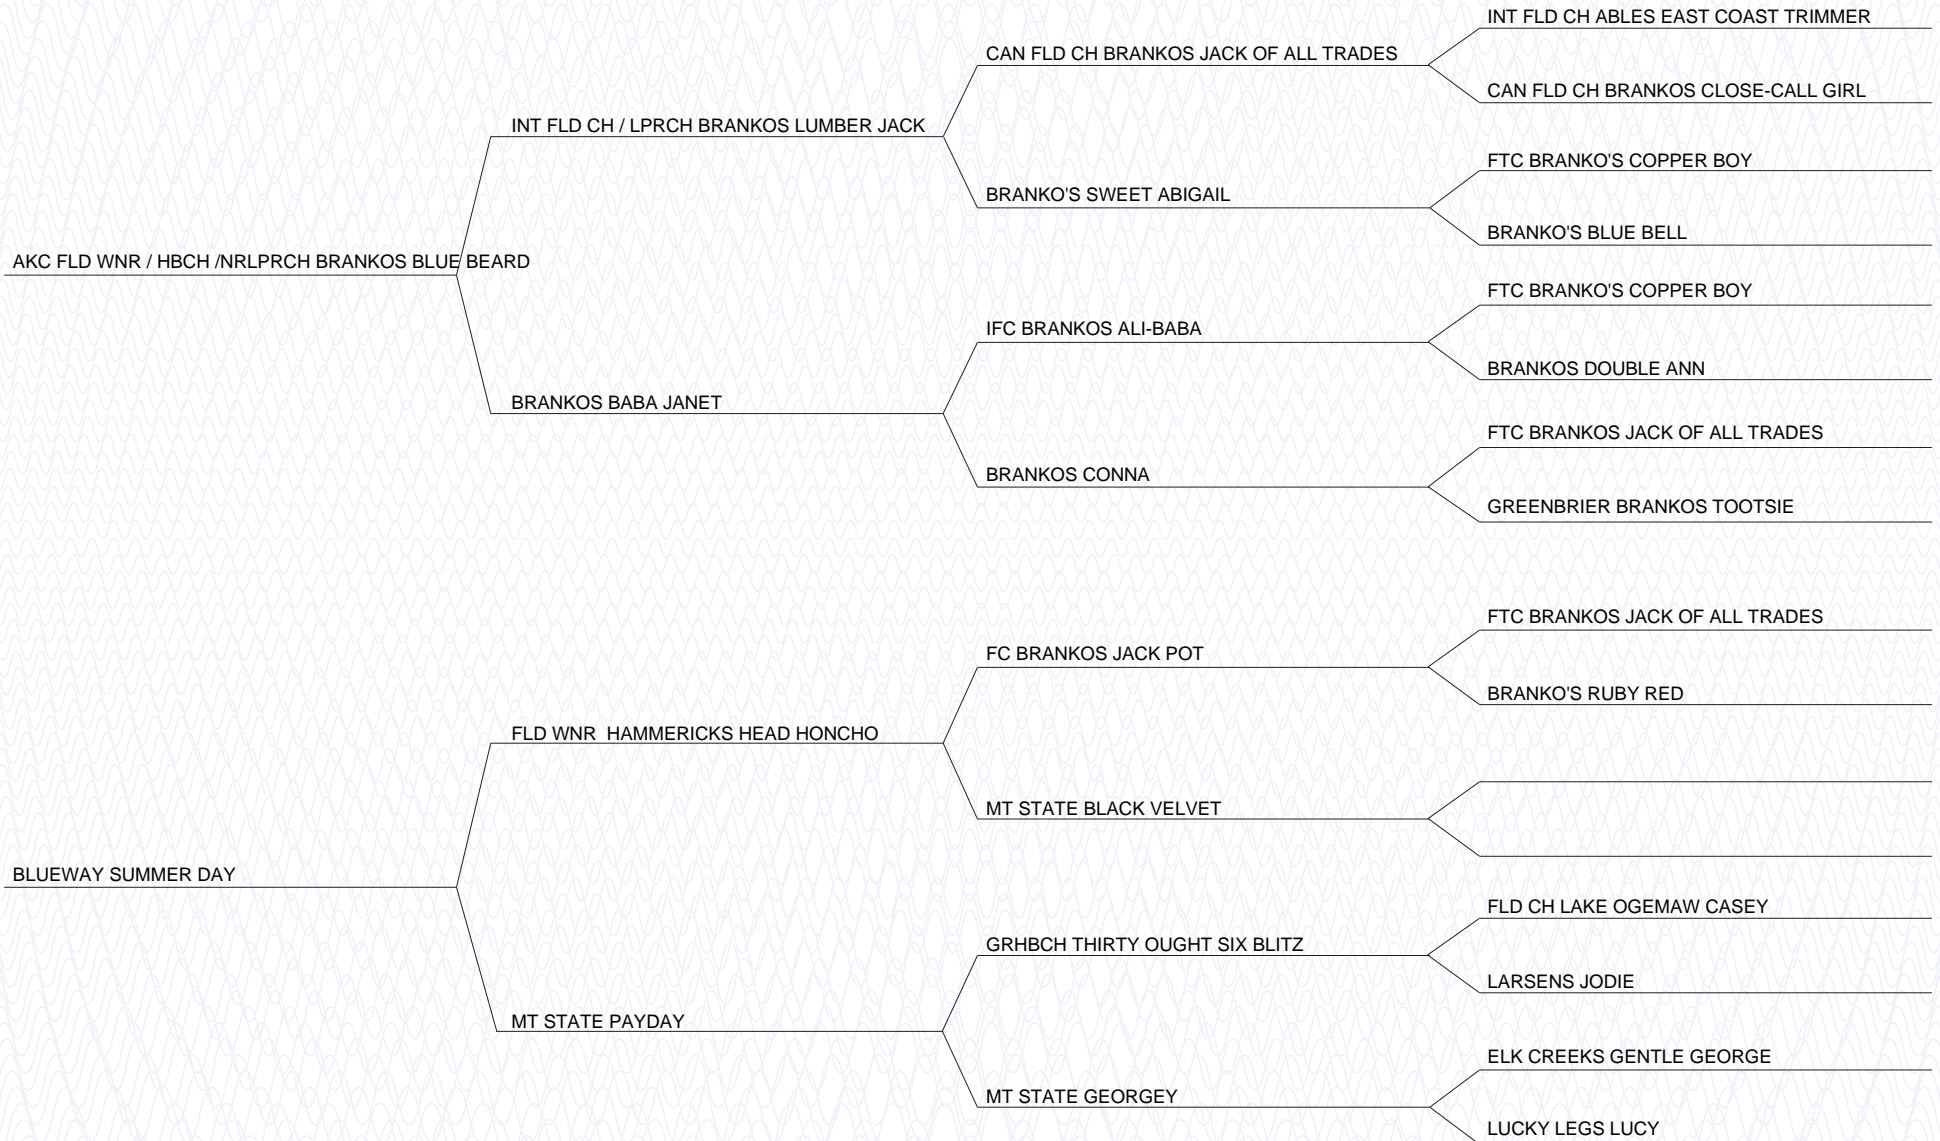 INT FLD CH ABLES EAST COAST TRIMMER
CAN FLD CH BRANKOS JACK OF ALL TRADES
CAN FLD CH BRANKOS CLOSE-CALL GIRL
INT FLD CH / LPRCH BRANKOS LUMBER JACK
FTC BRANKO'S COPPER BOY
BRANKO'S SWEET ABIGAIL
BRANKO'S BLUE BELL
AKC FLD WNR / HBCH /NRLPRCH BRANKOS BLUE BEARD
FTC BRANKO'S COPPER BOY
IFC BRANKOS ALI-BABA
BRANKOS DOUBLE ANN
BRANKOS BABA JANET
FTC BRANKOS JACK OF ALL TRADES
BRANKOS CONNA
GREENBRIER BRANKOS TOOTSIE
FTC BRANKOS JACK OF ALL TRADES
FC BRANKOS JACK POT
BRANKO'S RUBY RED
FLD WNR  HAMMERICKS HEAD HONCHO
MT STATE BLACK VELVET
BLUEWAY SUMMER DAY
FLD CH LAKE OGEMAW CASEY
GRHBCH THIRTY OUGHT SIX BLITZ
LARSENS JODIE
MT STATE PAYDAY
ELK CREEKS GENTLE GEORGE
MT STATE GEORGEY
LUCKY LEGS LUCY